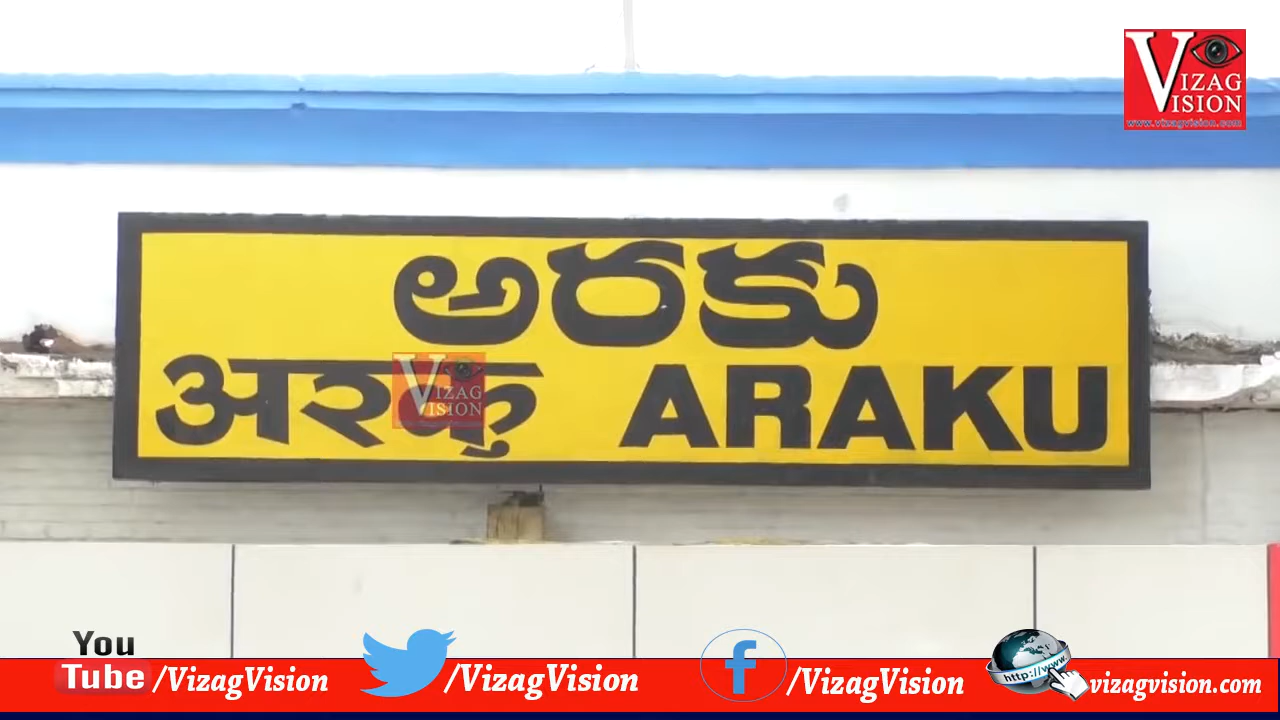 VIZAG
VISION
www.vizagvision.com
అరకు
अरकु ARAKU
VIZAG
VISION
You
Tube /VizagVision /VizagVision f /VizagVision http://www vizagvision.com